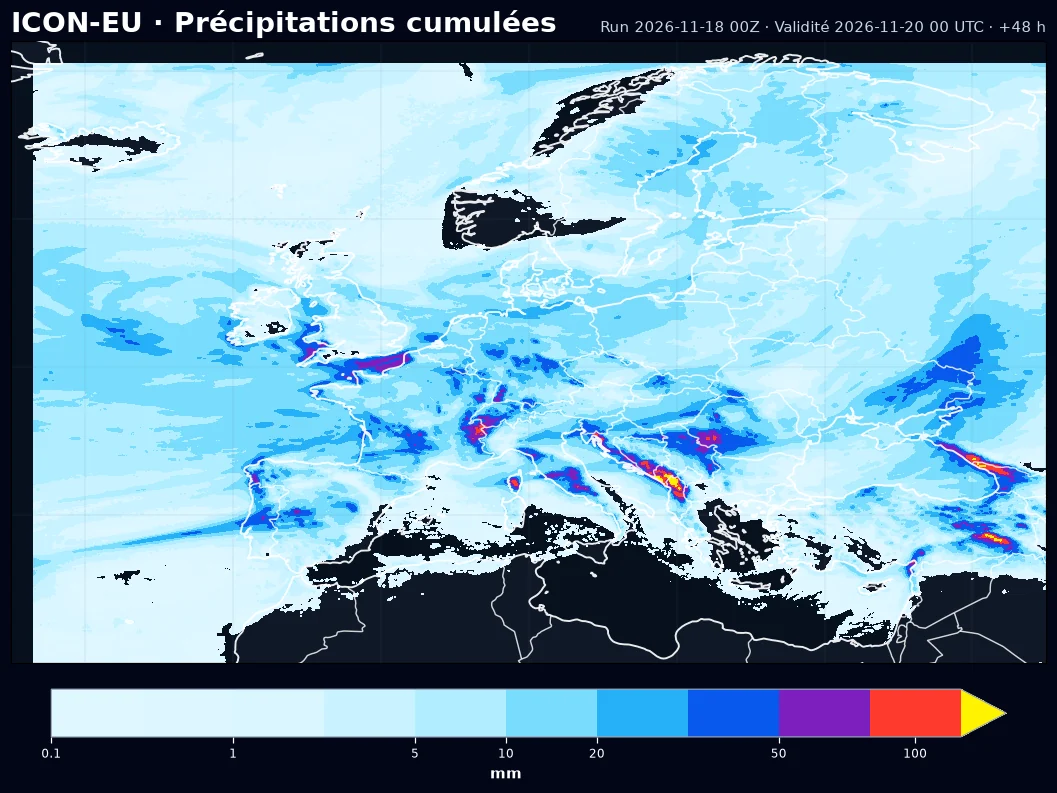 ICON-EU · Précipitations cumulées
Run 2026-11-18 00Z · Validité 2026-11-20 00 UTC · +48 h
0.1 1 5 10 20 50 100
mm